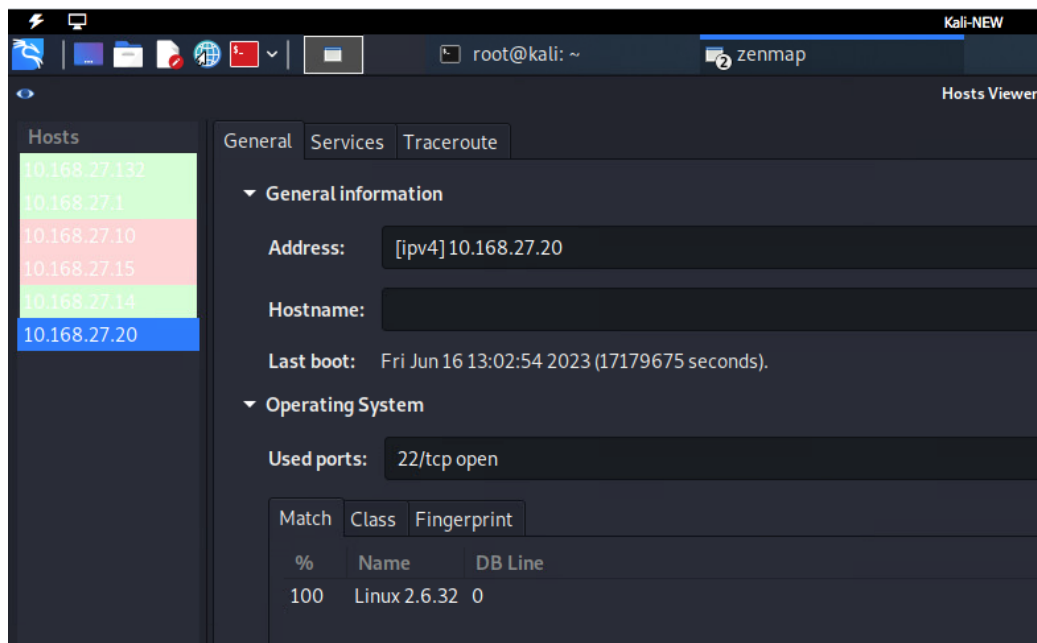 Kali-NEW
root@kali: ~
2 zenmap
Hosts Viewer
Hosts
10.168.27.132
10.168.27.1
10.168.27.10
10.168.27.15
10.168.27.14
10.168.27.20
General Services Traceroute
General information
Address: [ipv4] 10.168.27.20
Hostname:
Last boot: Fri Jun 16 13:02:54 2023 (17179675 seconds).
Operating System
Used ports: 22/tcp open
Match Class Fingerprint
% Name DB Line
100 Linux 2.6.32 0